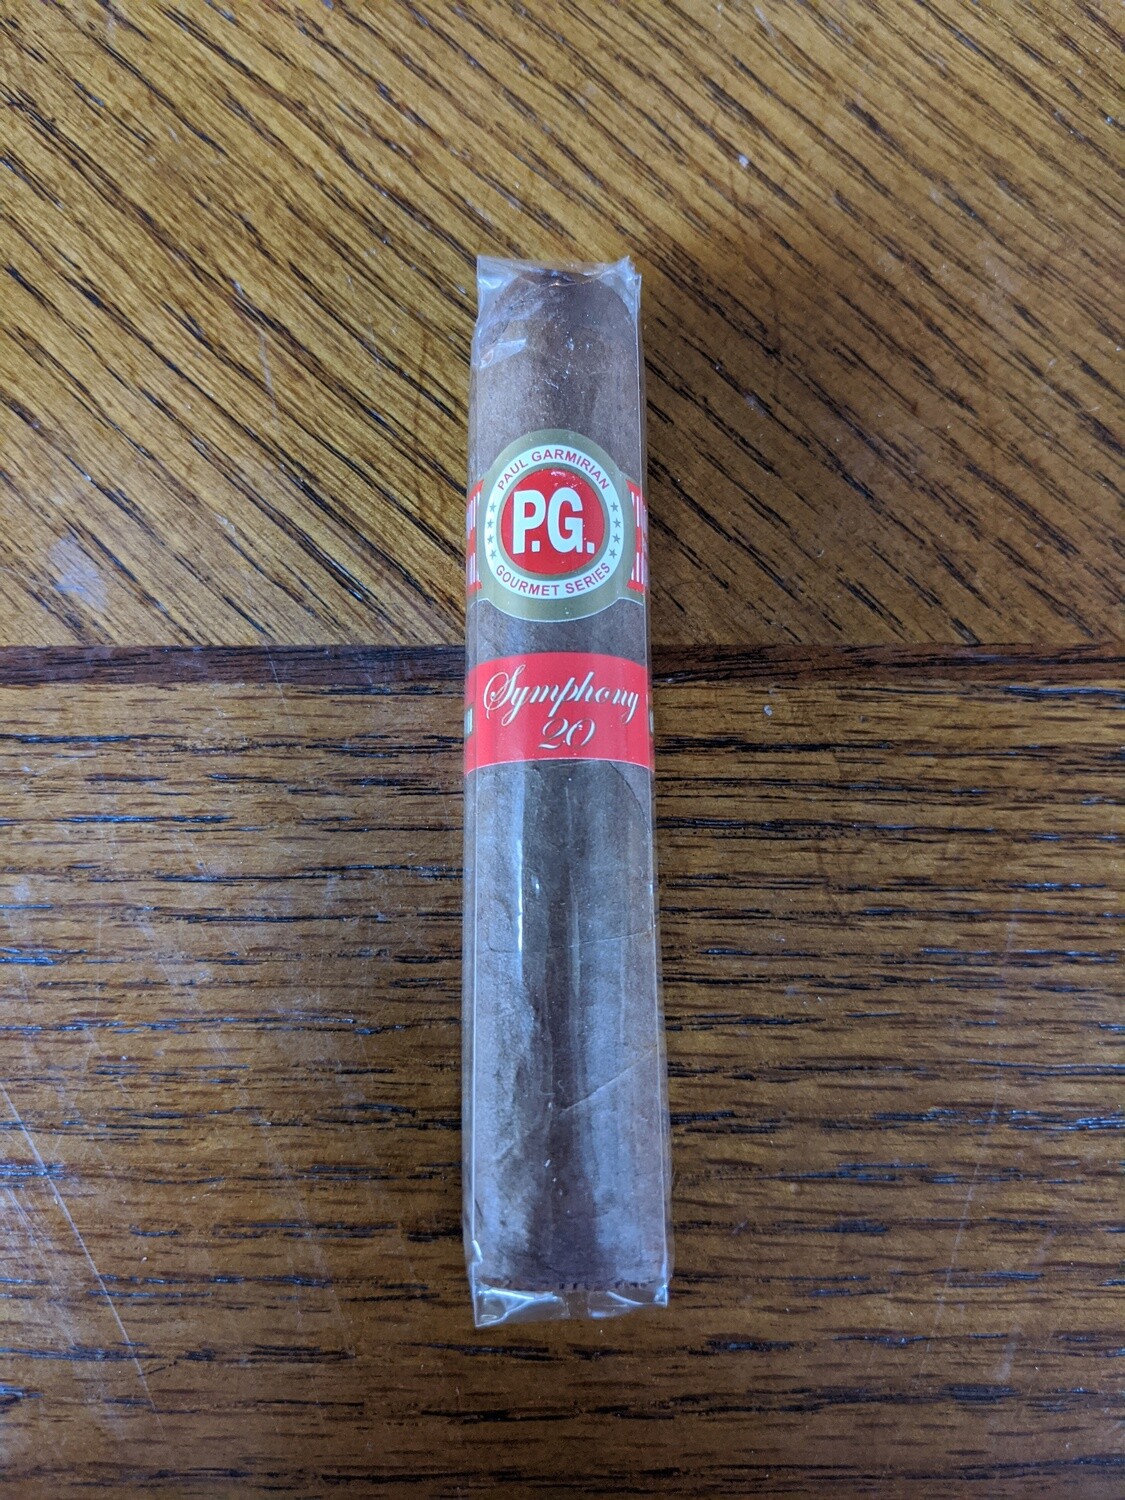 PAUL GARMIRIAN
P.G.
GOURMET SERIES
Symphony
20